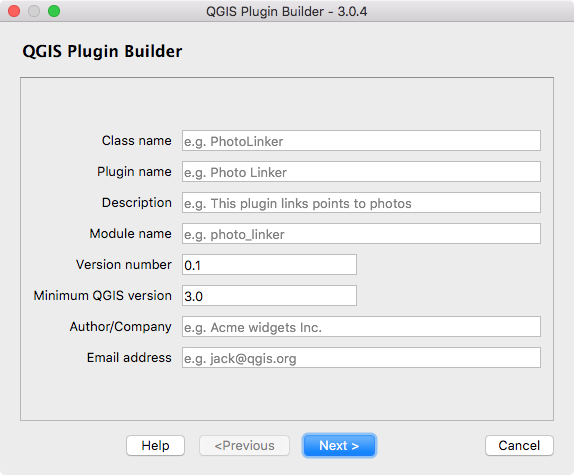 QGIS Plugin Builder - 3.0.4
QGIS Plugin Builder
Class name e.g. PhotoLinker
Plugin name e.g. Photo Linker
Description e.g. This plugin links points to photos
Module name e.g. photo_linker
Version number 0.1
Minimum QGIS version 3.0
Author/Company e.g. Acme widgets Inc.
Email address e.g. jack@qgis.org
Help <Previous Next > Cancel